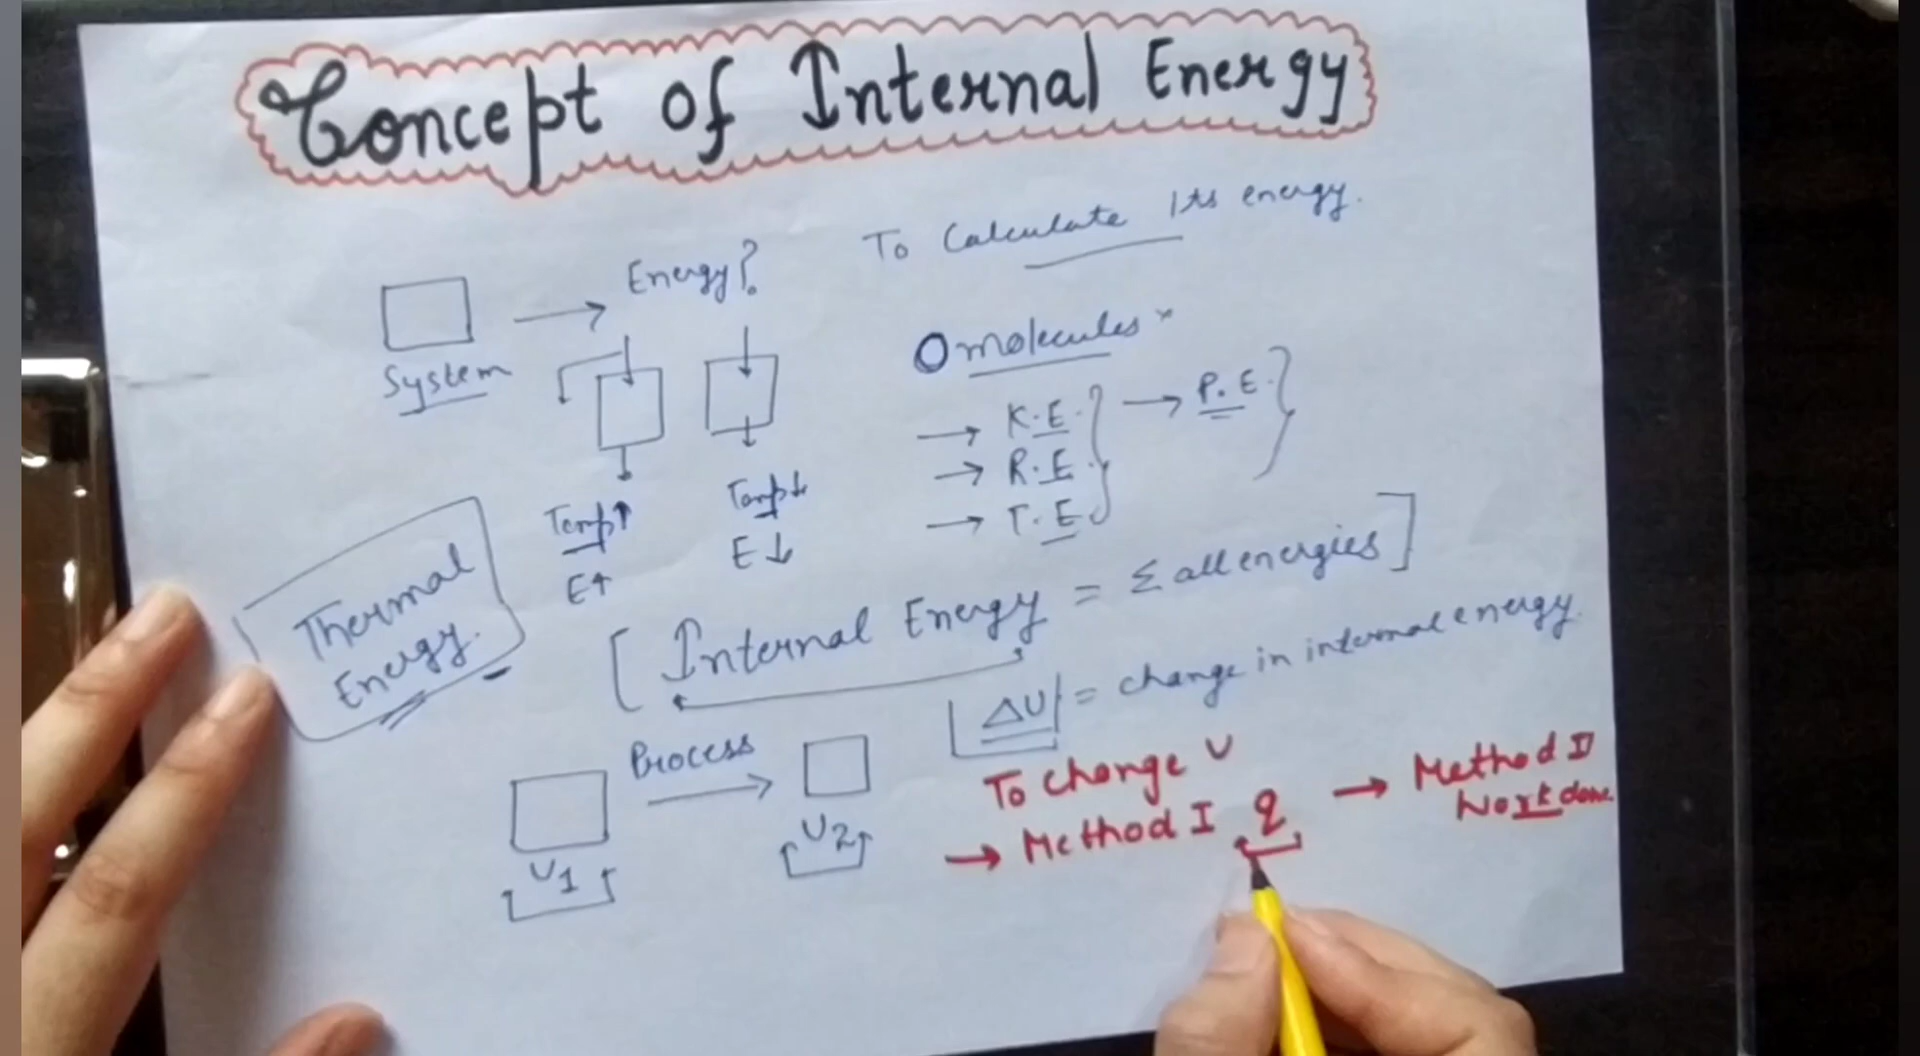 Concept of Internal Energy
To Calculate Its energy.
Energy?
System
molecules
→ K.E.
→ P.E.
→ R.E.
→ T.E
Temp↑
E↑
Temp↓
E↓
Thermal
Energy.
[Internal Energy = Σ all energies]
ΔU = change in internal energy.
Process
U1
U2
To change U
→ Method I q
→ Method II
Work done.